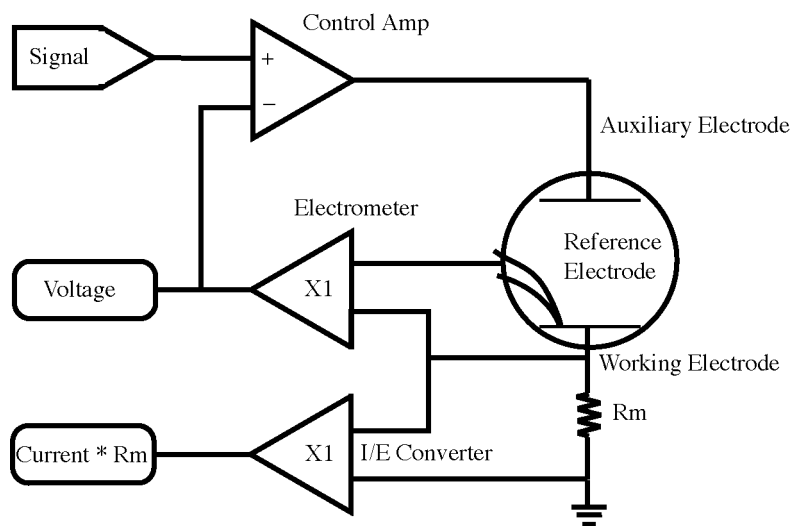 Control Amp
Signal
+
−
Auxiliary Electrode
Electrometer
Reference
Electrode
Voltage
X1
Working Electrode
Rm
Current * Rm
X1
I/E Converter